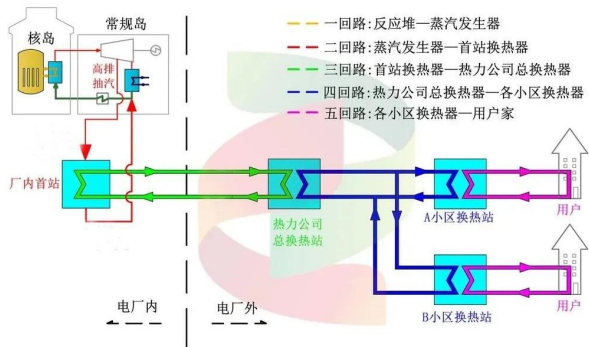 核岛
常规岛
高排
抽汽
一回路:反应堆—蒸汽发生器
二回路:蒸汽发生器—首站换热器
三回路:首站换热器—热力公司总换热器
四回路:热力公司总换热器—各小区换热器
五回路:各小区换热器—用户家
厂内首站
热力公司
总换热站
A小区换热站
用户
B小区换热站
用户
电厂内
电厂外